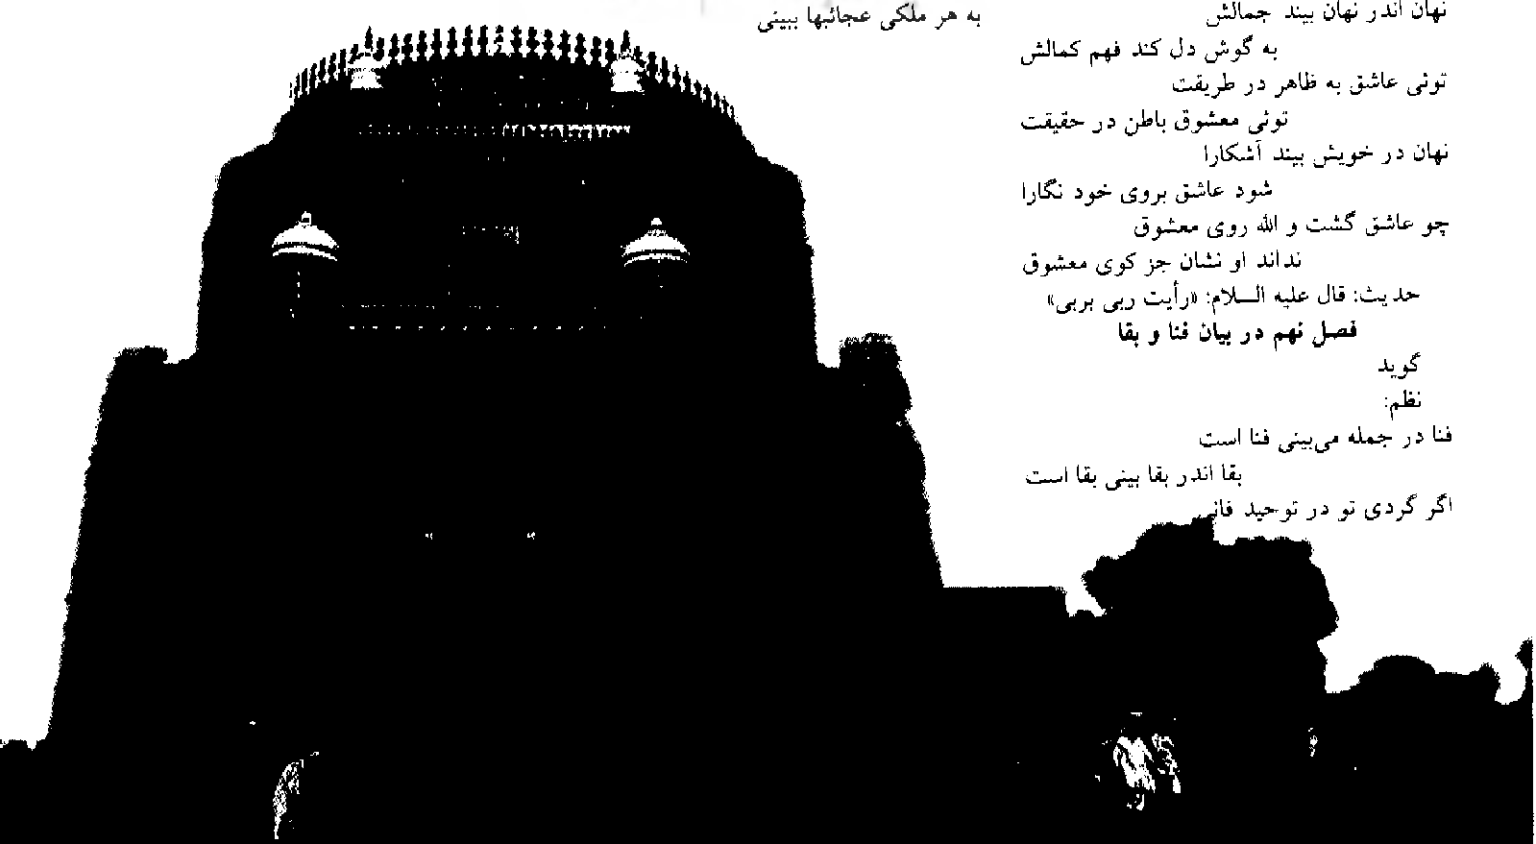 نهان اندر نهان بیند جمالش
به گوش دل کند فهم کمالش
توئی عاشق به ظاهر در طریقت
توئی معشوق باطن در حقیقت
نهان در خویش بیند آشکارا
شود عاشق بروی خود نگارا
چو عاشق گشت و الله روی معشوق
نداند او نشان جز کوی معشوق
حدیث: قال علیه السلام: «رأیت ربی بربی»
فصل نهم در بیان فنا و بقا
گوید
نظم:
فنا در جمله می‌بینی فنا است
بقا اندر بقا بینی بقا است
اگر گردی تو در توحید فانی
به هر ملکی عجائبها ببینی